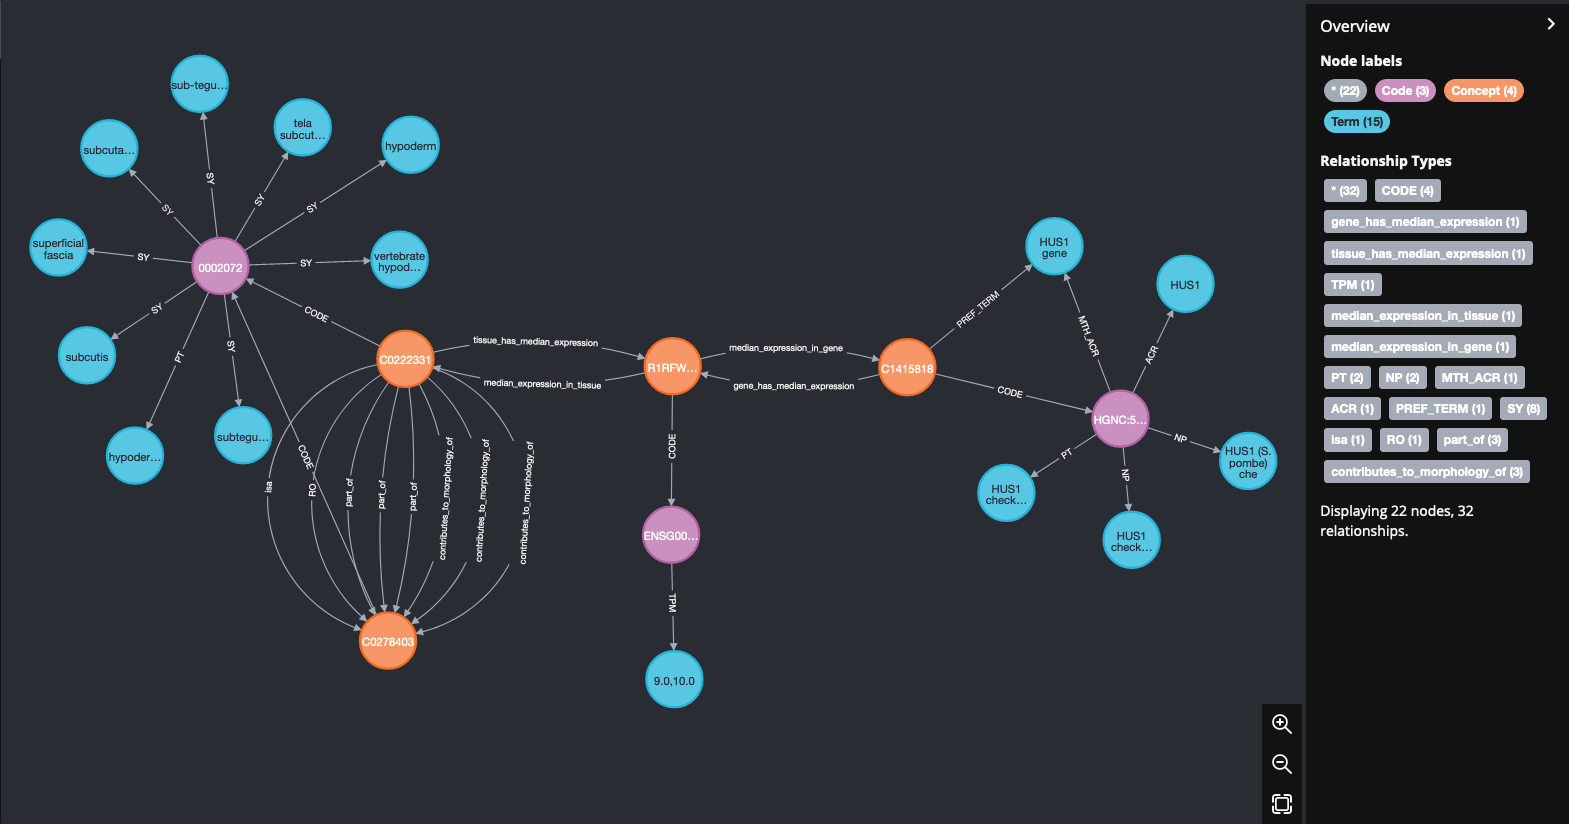 sub-tegu...
tela
subcut...
hypoderm
subcuta...
SY
SY
SY
SY
superficial
fascia
SY
0002072
SY
vertebrate
hypod...
SY
CODE
subcutis
PT
SY
C0222331
tissue_has_median_expression
R1RFW...
median_expression_in_tissue
median_expression_in_gene
gene_has_median_expression
C1415818
PREF_TERM
HUS1
gene
MTH_ACR
HUS1
ACR
CODE
HGNC:5...
NP
HUS1 (S.
pombe)
che
PT
HUS1
check...
NP
HUS1
check...
hypoder...
subtegu...
CODE
isa
RO
part_of
part_of
part_of
contributes_to_morphology_of
contributes_to_morphology_of
contributes_to_morphology_of
C0278403
CODE
ENSG00...
TPM
9.0,10.0
Overview
Node labels
* (22) Code (3) Concept (4)
Term (15)
Relationship Types
* (32) CODE (4)
gene_has_median_expression (1)
tissue_has_median_expression (1)
TPM (1)
median_expression_in_tissue (1)
median_expression_in_gene (1)
PT (2) NP (2) MTH_ACR (1)
ACR (1) PREF_TERM (1) SY (8)
isa (1) RO (1) part_of (3)
contributes_to_morphology_of (3)
Displaying 22 nodes, 32
relationships.